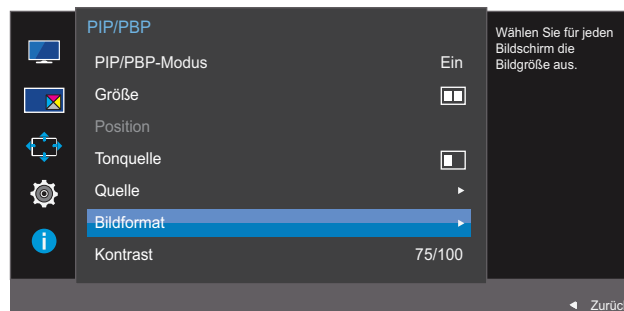 PIP/PBP
PIP/PBP-Modus Ein
Größe
Position
Tonquelle
Quelle
Bildformat
Kontrast 75/100
Wählen Sie für jeden
Bildschirm die
Bildgröße aus.
Zurück